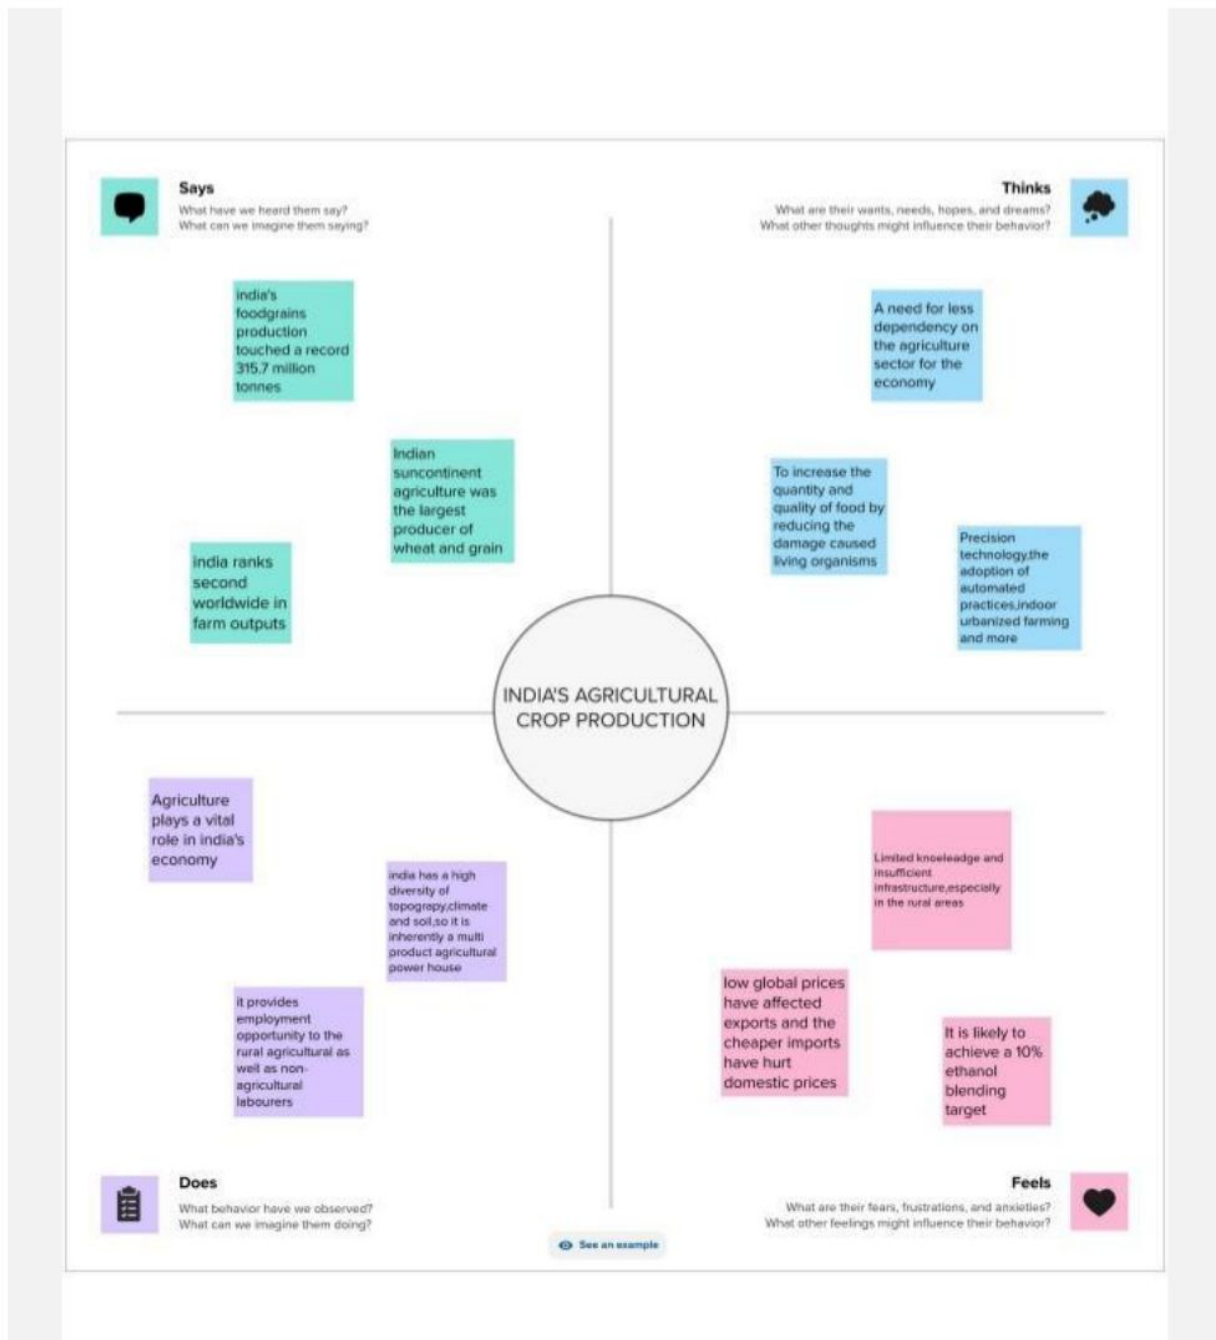 Says
What have we heard them say?
What can we imagine them saying?
Thinks
What are their wants, needs, hopes, and dreams?
What other thoughts might influence their behavior?
india's
foodgrains
production
touched a record
315.7 million
tonnes
Indian
suncontinent
agriculture was
the largest
producer of
wheat and grain
india ranks
second
worldwide in
farm outputs
A need for less
dependency on
the agriculture
sector for the
economy
To increase the
quantity and
quality of food by
reducing the
damage caused
living organisms
Precision
technology,the
adoption of
automated
practices,indoor
urbanized farming
and more
INDIA'S AGRICULTURAL
CROP PRODUCTION
Agriculture
plays a vital
role in india's
economy
india has a high
diversity of
topograpy,climate
and soil,so it is
inherently a multi
product agricultural
power house
it provides
employment
opportunity to the
rural agricultural as
well as non-
agricultural
labourers
Limited knoeleadge and
insufficient
infrastructure,especially
in the rural areas
low global prices
have affected
exports and the
cheaper imports
have hurt
domestic prices
It is likely to
achieve a 10%
ethanol
blending
target
Does
What behavior have we observed?
What can we imagine them doing?
Feels
What are their fears, frustrations, and anxieties?
What other feelings might influence their behavior?
See an example